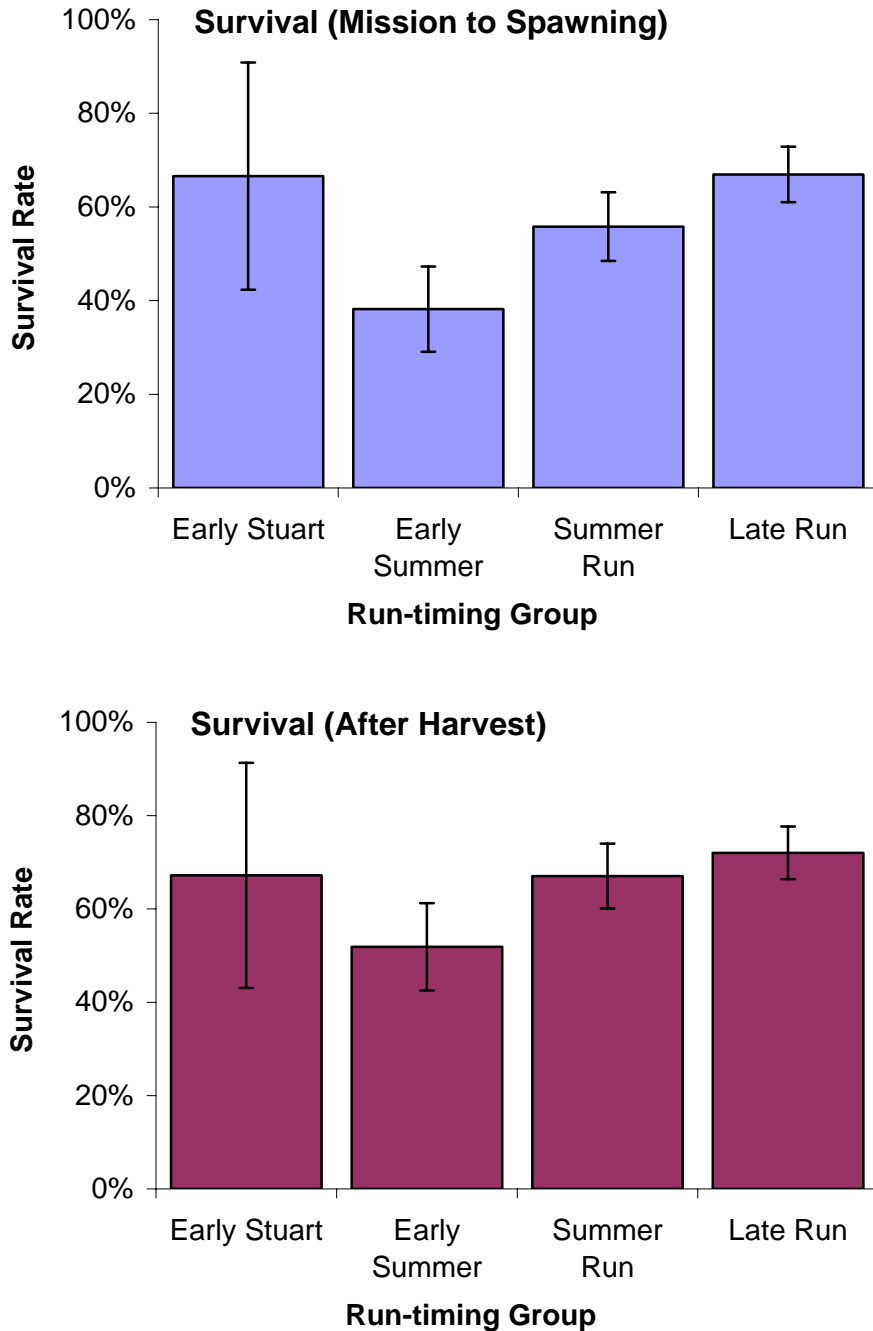 Survival (Mission to Spawning)
100%
80%
60%
40%
20%
0%
Survival Rate
Early Stuart
Early
Summer
Summer
Run
Late Run
Run-timing Group
Survival (After Harvest)
100%
80%
60%
40%
20%
0%
Survival Rate
Early Stuart
Early
Summer
Summer
Run
Late Run
Run-timing Group